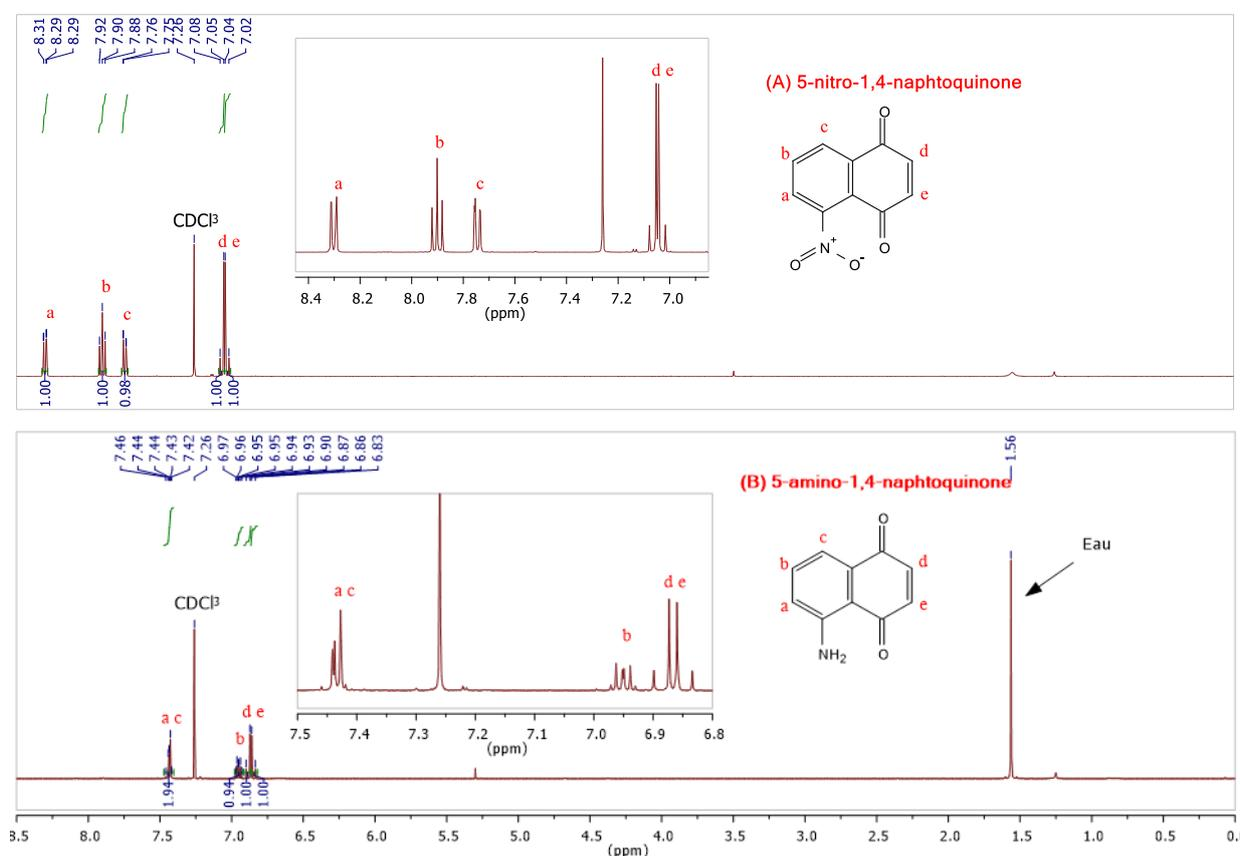 8.31 8.29 8.29 7.92 7.90 7.88 7.76 7.75 7.26 7.08 7.05 7.04 7.02
(A) 5-nitro-1,4-naphtoquinone
d e
b
a
c
8.4 8.2 8.0 7.8 7.6 7.4 7.2 7.0
(ppm)
O
c
b
d
a
e
N+
O
O-
O
CDCl3
d e
b
a
c
1.00 1.00 0.98 1.00 1.00
7.46 7.44 7.44 7.43 7.42 7.26 6.97 6.96 6.95 6.95 6.94 6.93 6.90 6.87 6.86 6.83
1.56
(B) 5-amino-1,4-naphtoquinone
a c
d e
b
7.5 7.4 7.3 7.2 7.1 7.0 6.9 6.8
(ppm)
O
c
b
d
a
e
NH2
O
Eau
CDCl3
a c
d e
b
1.94 0.94 1.00 1.00
8.0 7.5 7.0 6.5 6.0 5.5 5.0 4.5 4.0 3.5 3.0 2.5 2.0 1.5 1.0 0.5
(ppm)